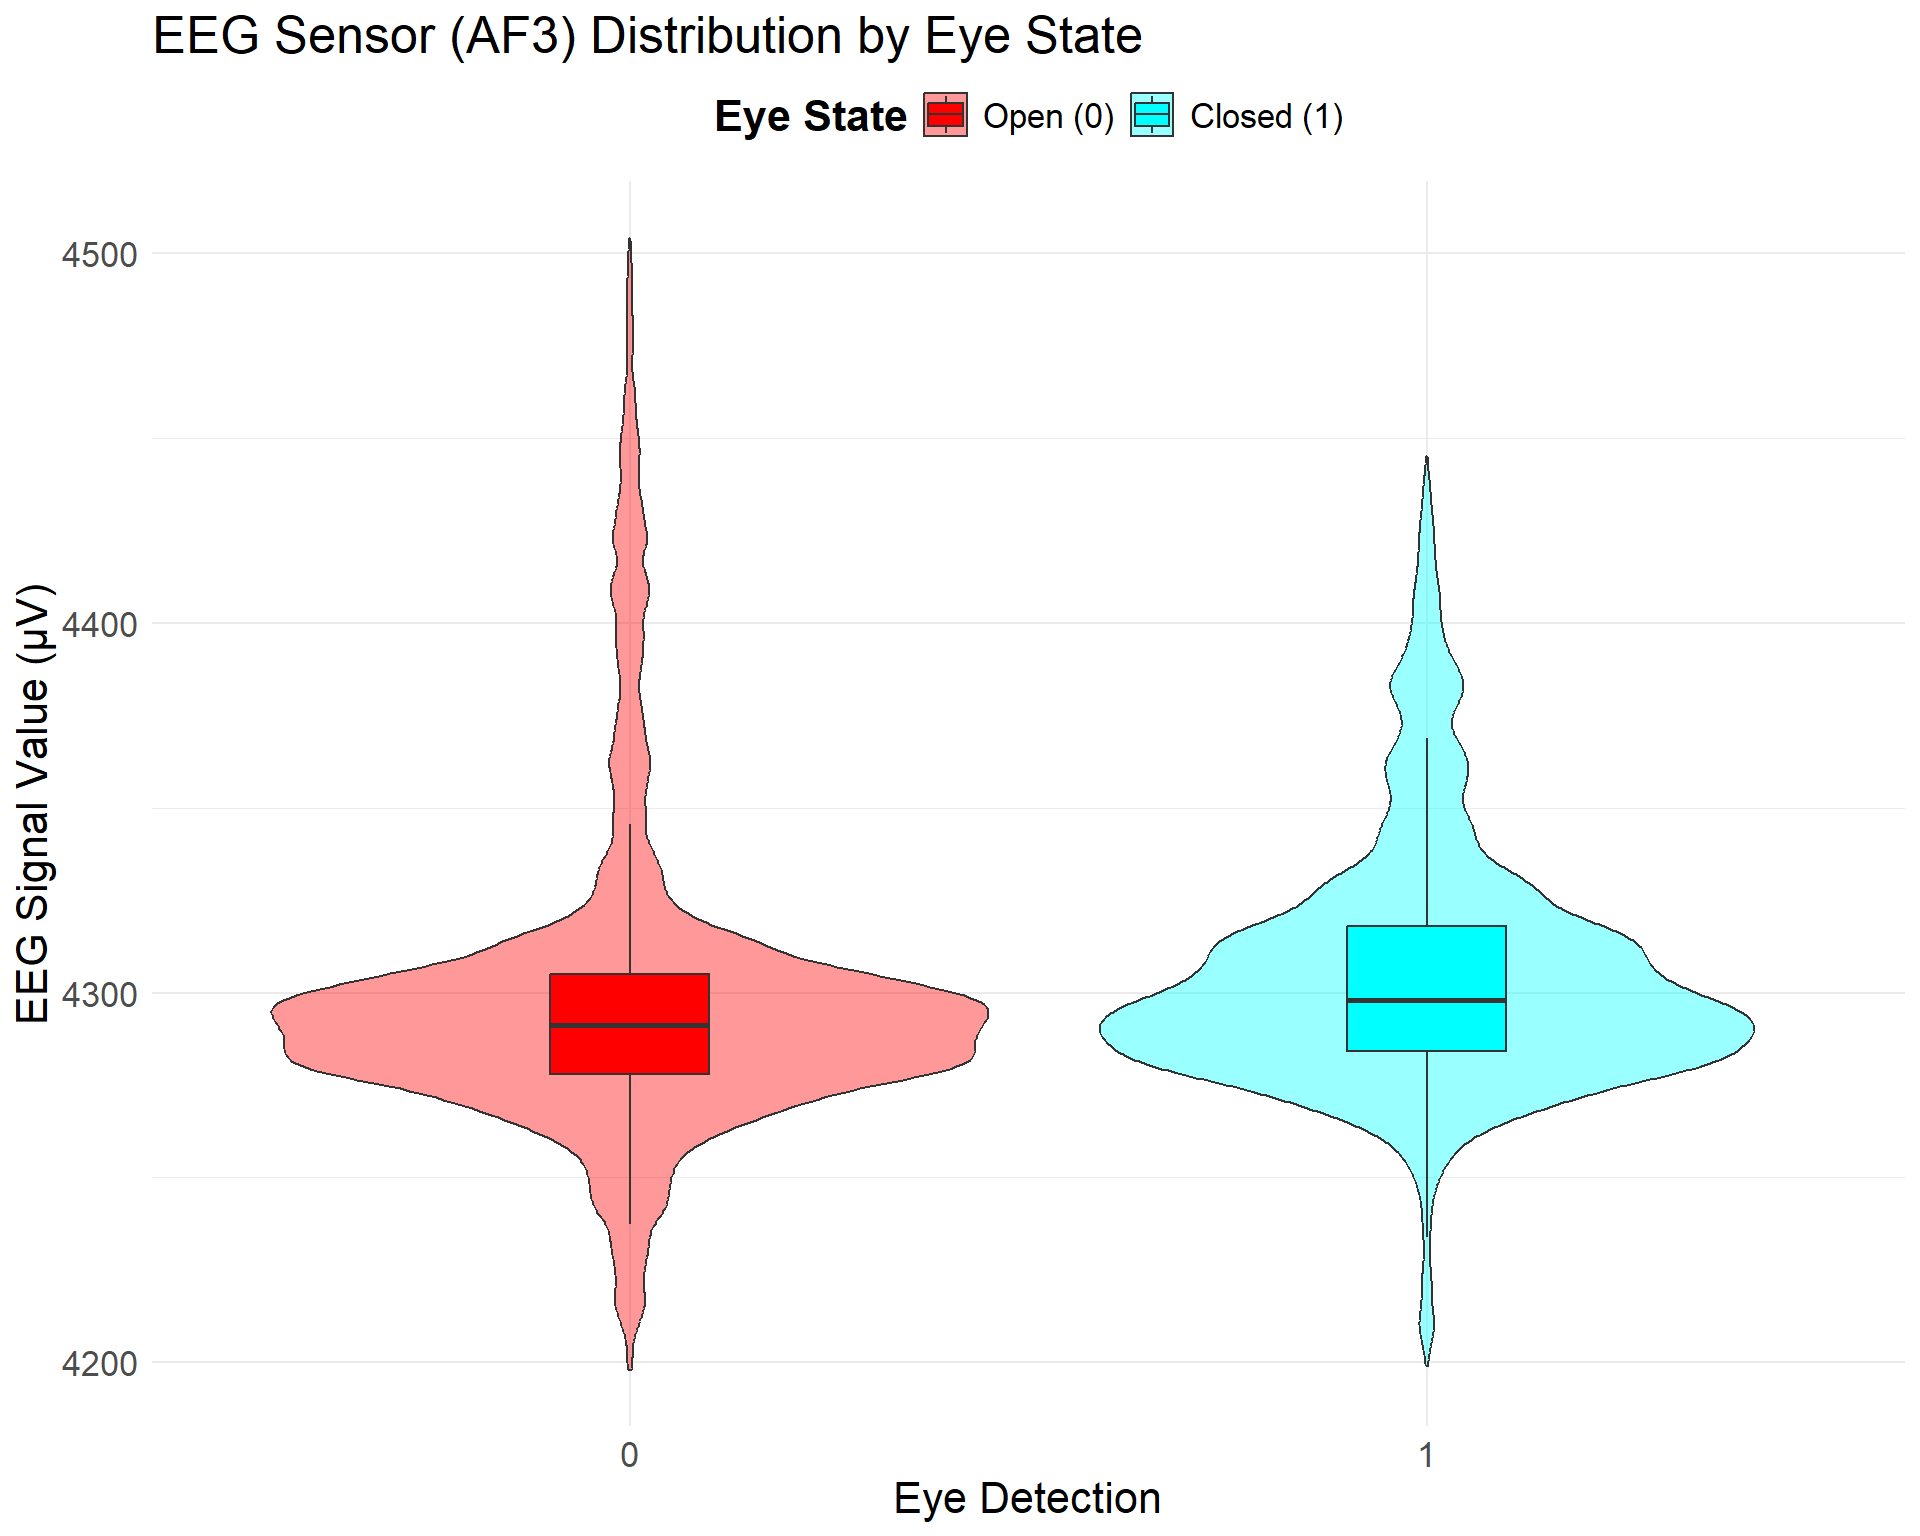 EEG Sensor (AF3) Distribution by Eye State
Eye State Open (0) Closed (1)
4500
4400
4300
4200
EEG Signal Value (µV)
0 1
Eye Detection